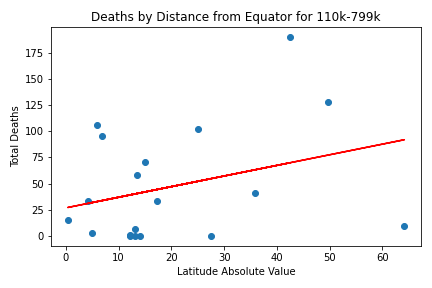 Deaths by Distance from Equator for 110k-799k
Total Deaths
175
150
125
100
75
50
25
0
0 10 20 30 40 50 60
Latitude Absolute Value